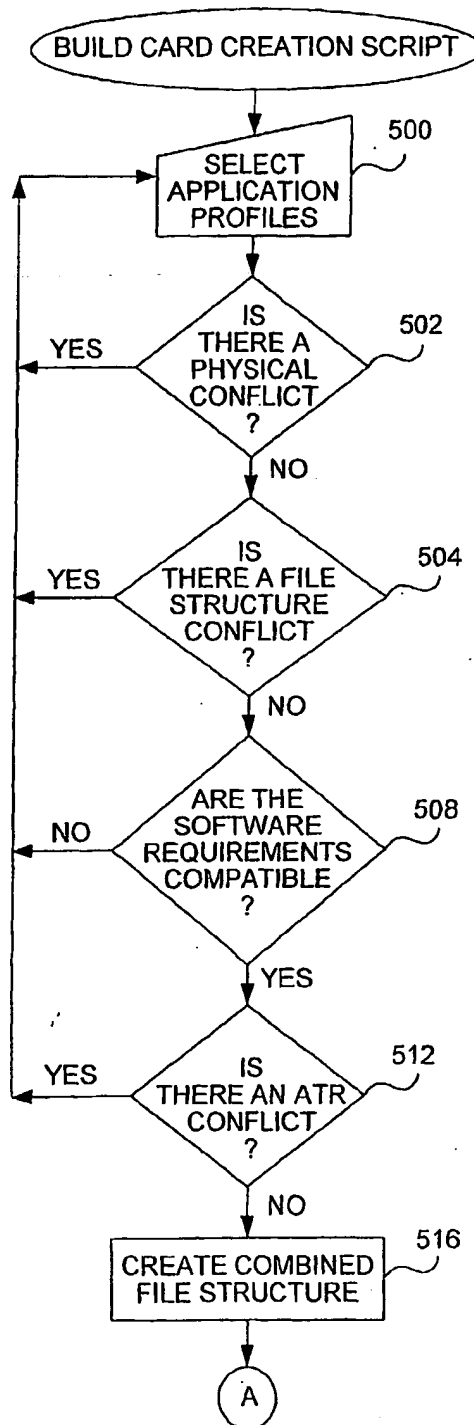 BUILD CARD CREATION SCRIPT
500
SELECT
APPLICATION
PROFILES
IS
THERE A
PHYSICAL
CONFLICT
?
502
YES
NO
IS
THERE A FILE
STRUCTURE
CONFLICT
?
504
YES
NO
ARE THE
SOFTWARE
REQUIREMENTS
COMPATIBLE
?
508
NO
YES
IS
THERE AN ATR
CONFLICT
?
512
YES
NO
CREATE COMBINED
FILE STRUCTURE
516
A